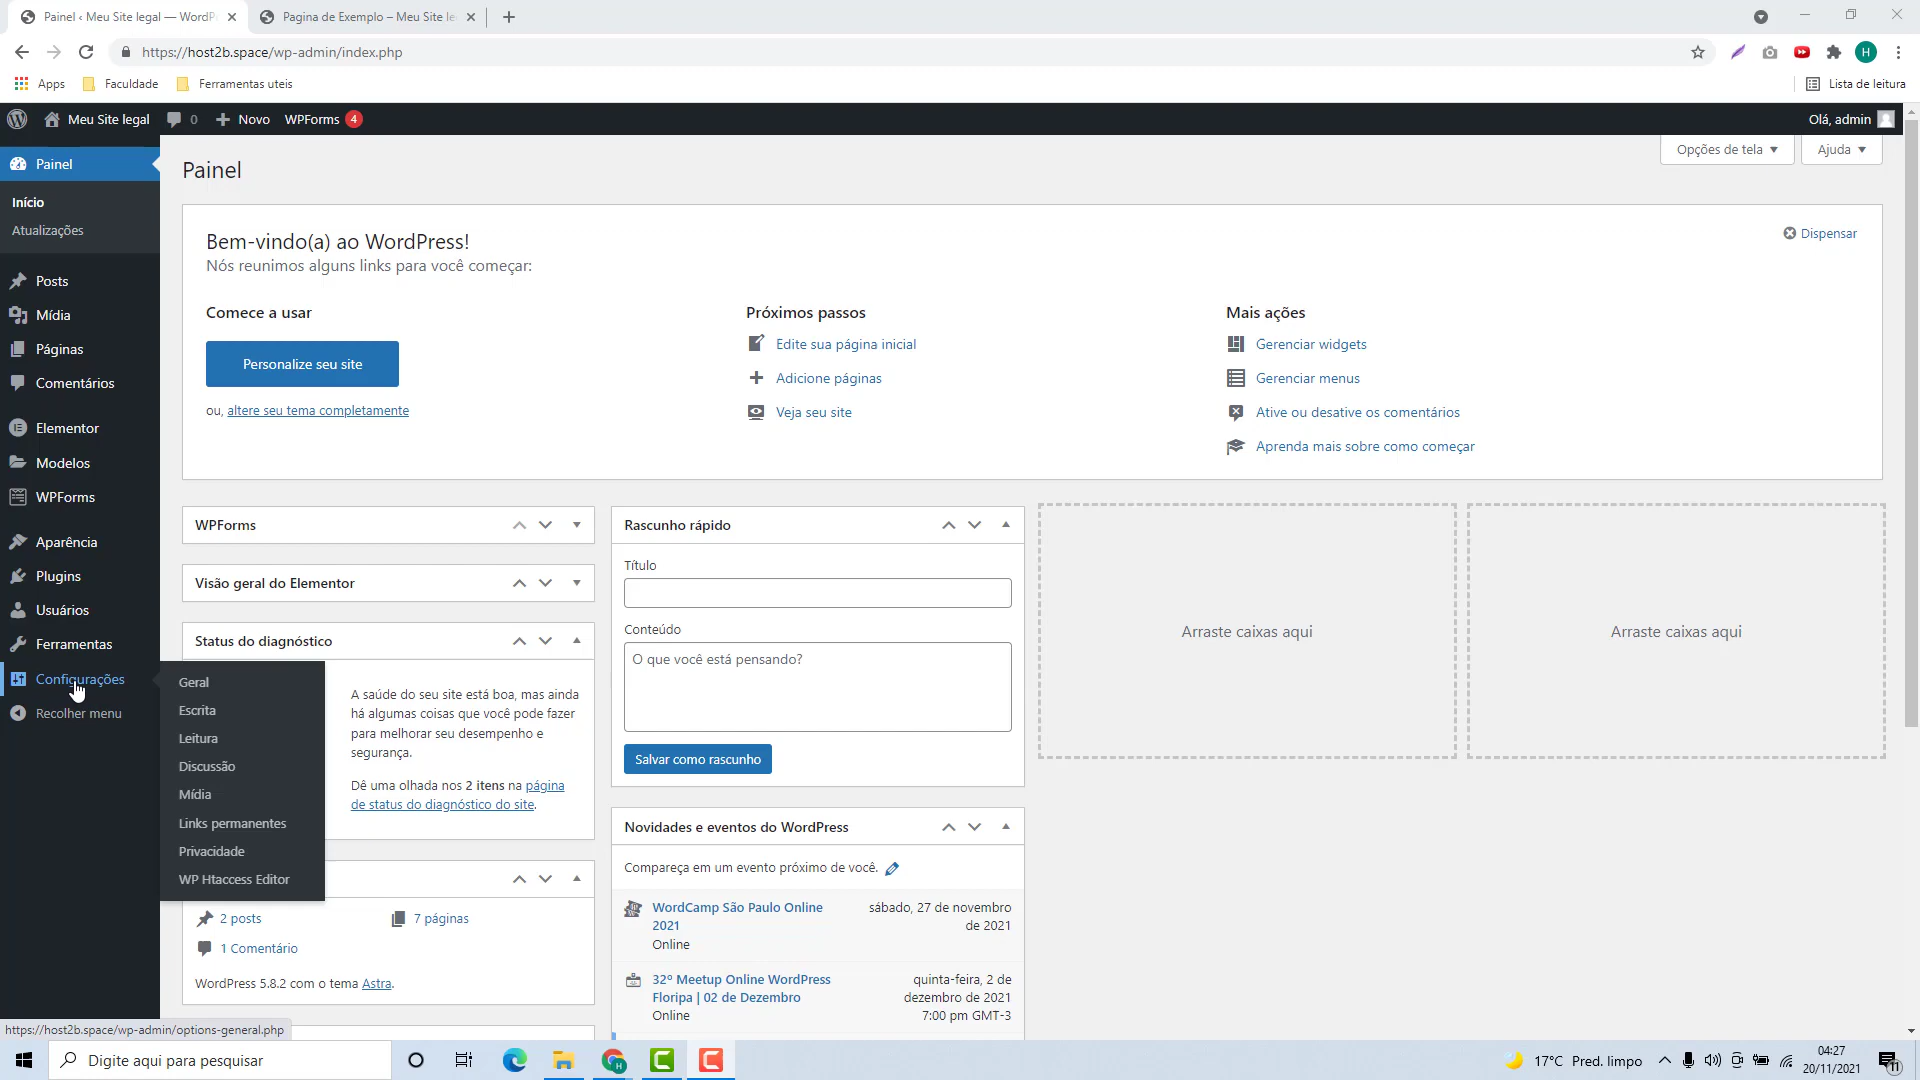 Painel ‹ Meu Site legal — WordPr
Pagina de Exemplo – Meu Site le
https://host2b.space/wp-admin/index.php
H
Apps
Faculdade
Ferramentas uteis
Lista de leitura
Meu Site legal
0
Novo
WPForms 4
Olá, admin
Painel
Início
Atualizações
Posts
Mídia
Páginas
Comentários
Elementor
Modelos
WPForms
Aparência
Plugins
Usuários
Ferramentas
Configurações
Recolher menu
Geral
Escrita
Leitura
Discussão
Mídia
Links permanentes
Privacidade
WP Htaccess Editor
Painel
Opções de tela
Ajuda
Bem-vindo(a) ao WordPress!
Nós reunimos alguns links para você começar:
Dispensar
Comece a usar
Personalize seu site
ou, altere seu tema completamente
Próximos passos
Edite sua página inicial
Adicione páginas
Veja seu site
Mais ações
Gerenciar widgets
Gerenciar menus
Ative ou desative os comentários
Aprenda mais sobre como começar
WPForms
Visão geral do Elementor
Status do diagnóstico
A saúde do seu site está boa, mas ainda
há algumas coisas que você pode fazer
para melhorar seu desempenho e
segurança.
Dê uma olhada nos 2 itens na página
de status do diagnóstico do site.
2 posts
7 páginas
1 Comentário
WordPress 5.8.2 com o tema Astra.
Rascunho rápido
Título
Conteúdo
O que você está pensando?
Salvar como rascunho
Novidades e eventos do WordPress
Compareça em um evento próximo de você.
WordCamp São Paulo Online
2021
Online
sábado, 27 de novembro
de 2021
32º Meetup Online WordPress
Floripa | 02 de Dezembro
Online
quinta-feira, 2 de
dezembro de 2021
7:00 pm GMT-3
Arraste caixas aqui
Arraste caixas aqui
https://host2b.space/wp-admin/options-general.php
Digite aqui para pesquisar
17°C Pred. limpo
04:27
20/11/2021
11